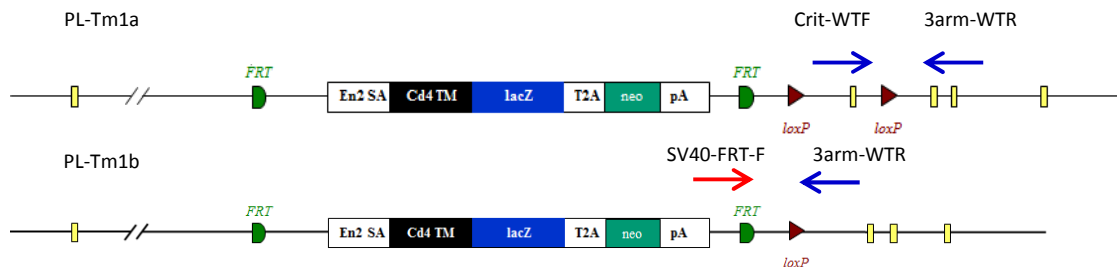 PL-Tm1a Crit-WTF 3arm-WTR
FRT FRT
En2 SA Cd4 TM lacZ T2A neo pA
loxP loxP
PL-Tm1b SV40-FRT-F 3arm-WTR
FRT FRT
En2 SA Cd4 TM lacZ T2A neo pA
loxP